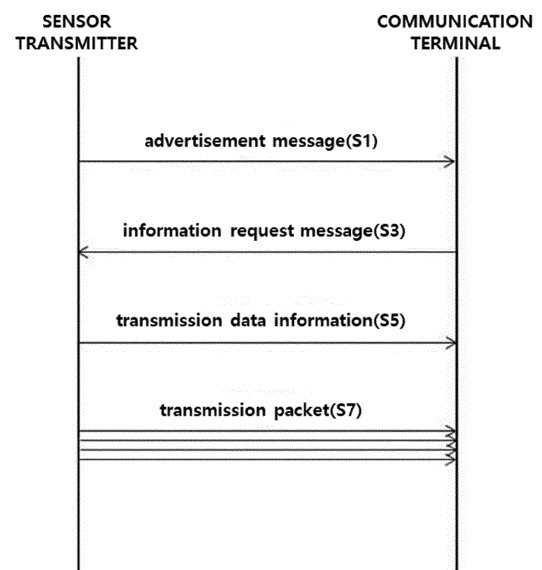 SENSOR
TRANSMITTER
COMMUNICATION
TERMINAL
advertisement message(S1)
information request message(S3)
transmission data information(S5)
transmission packet(S7)